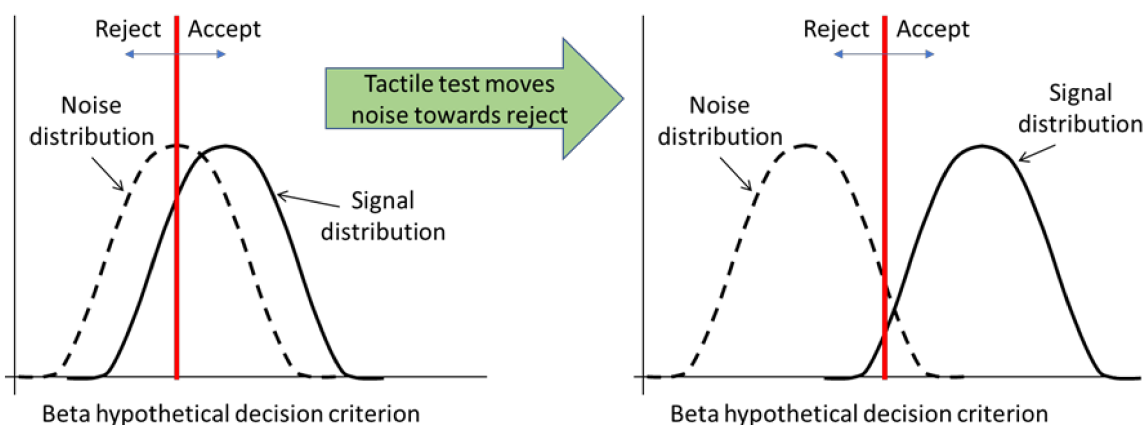 Reject Accept
Noise
distribution
Signal
distribution
Beta hypothetical decision criterion
Tactile test moves
noise towards reject
Reject Accept
Noise
distribution
Signal
distribution
Beta hypothetical decision criterion